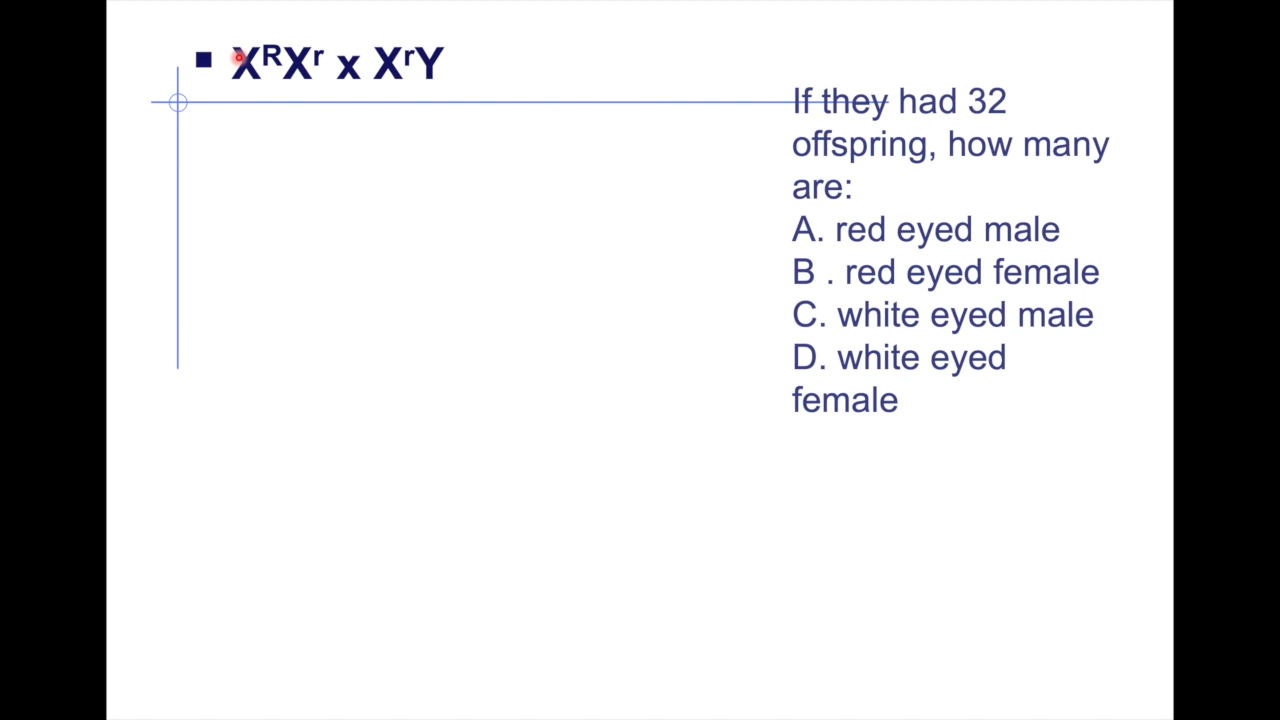 XᴿXʳ x XʳY
If they had 32
offspring, how many
are:
A. red eyed male
B . red eyed female
C. white eyed male
D. white eyed
female